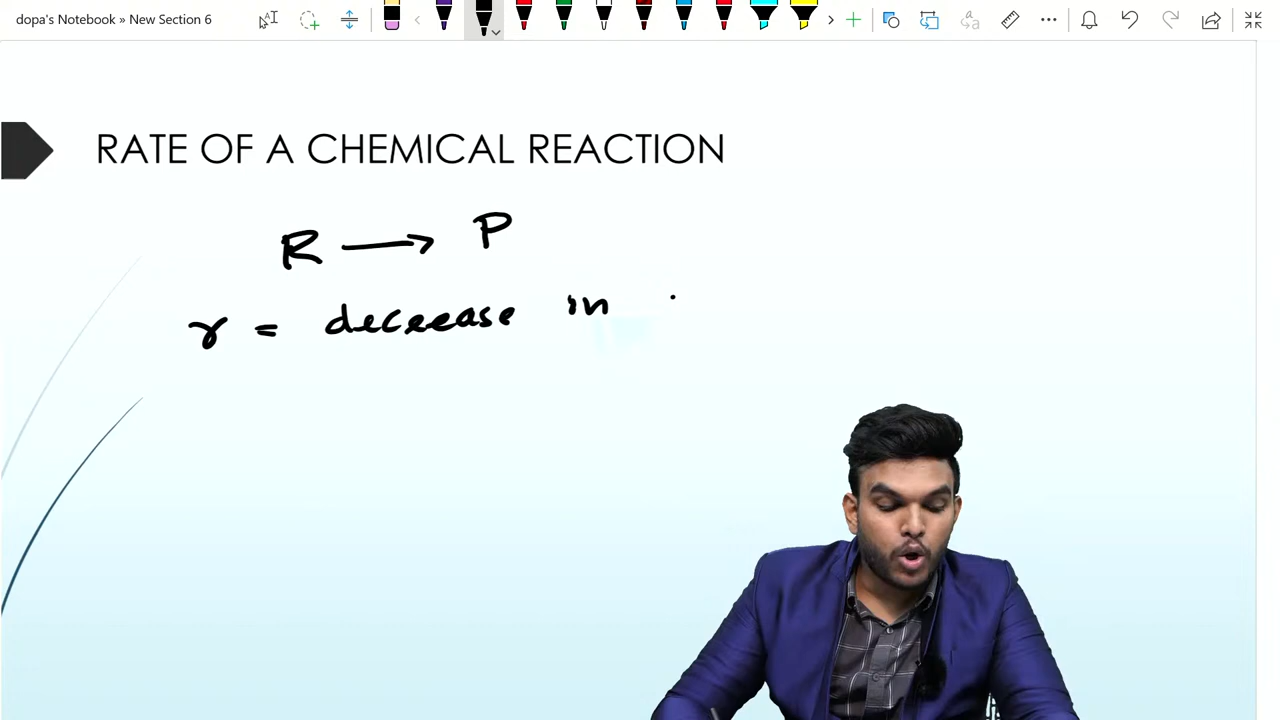 dopa's Notebook » New Section 6
RATE OF A CHEMICAL REACTION
R ⟶ P
r = decrease in